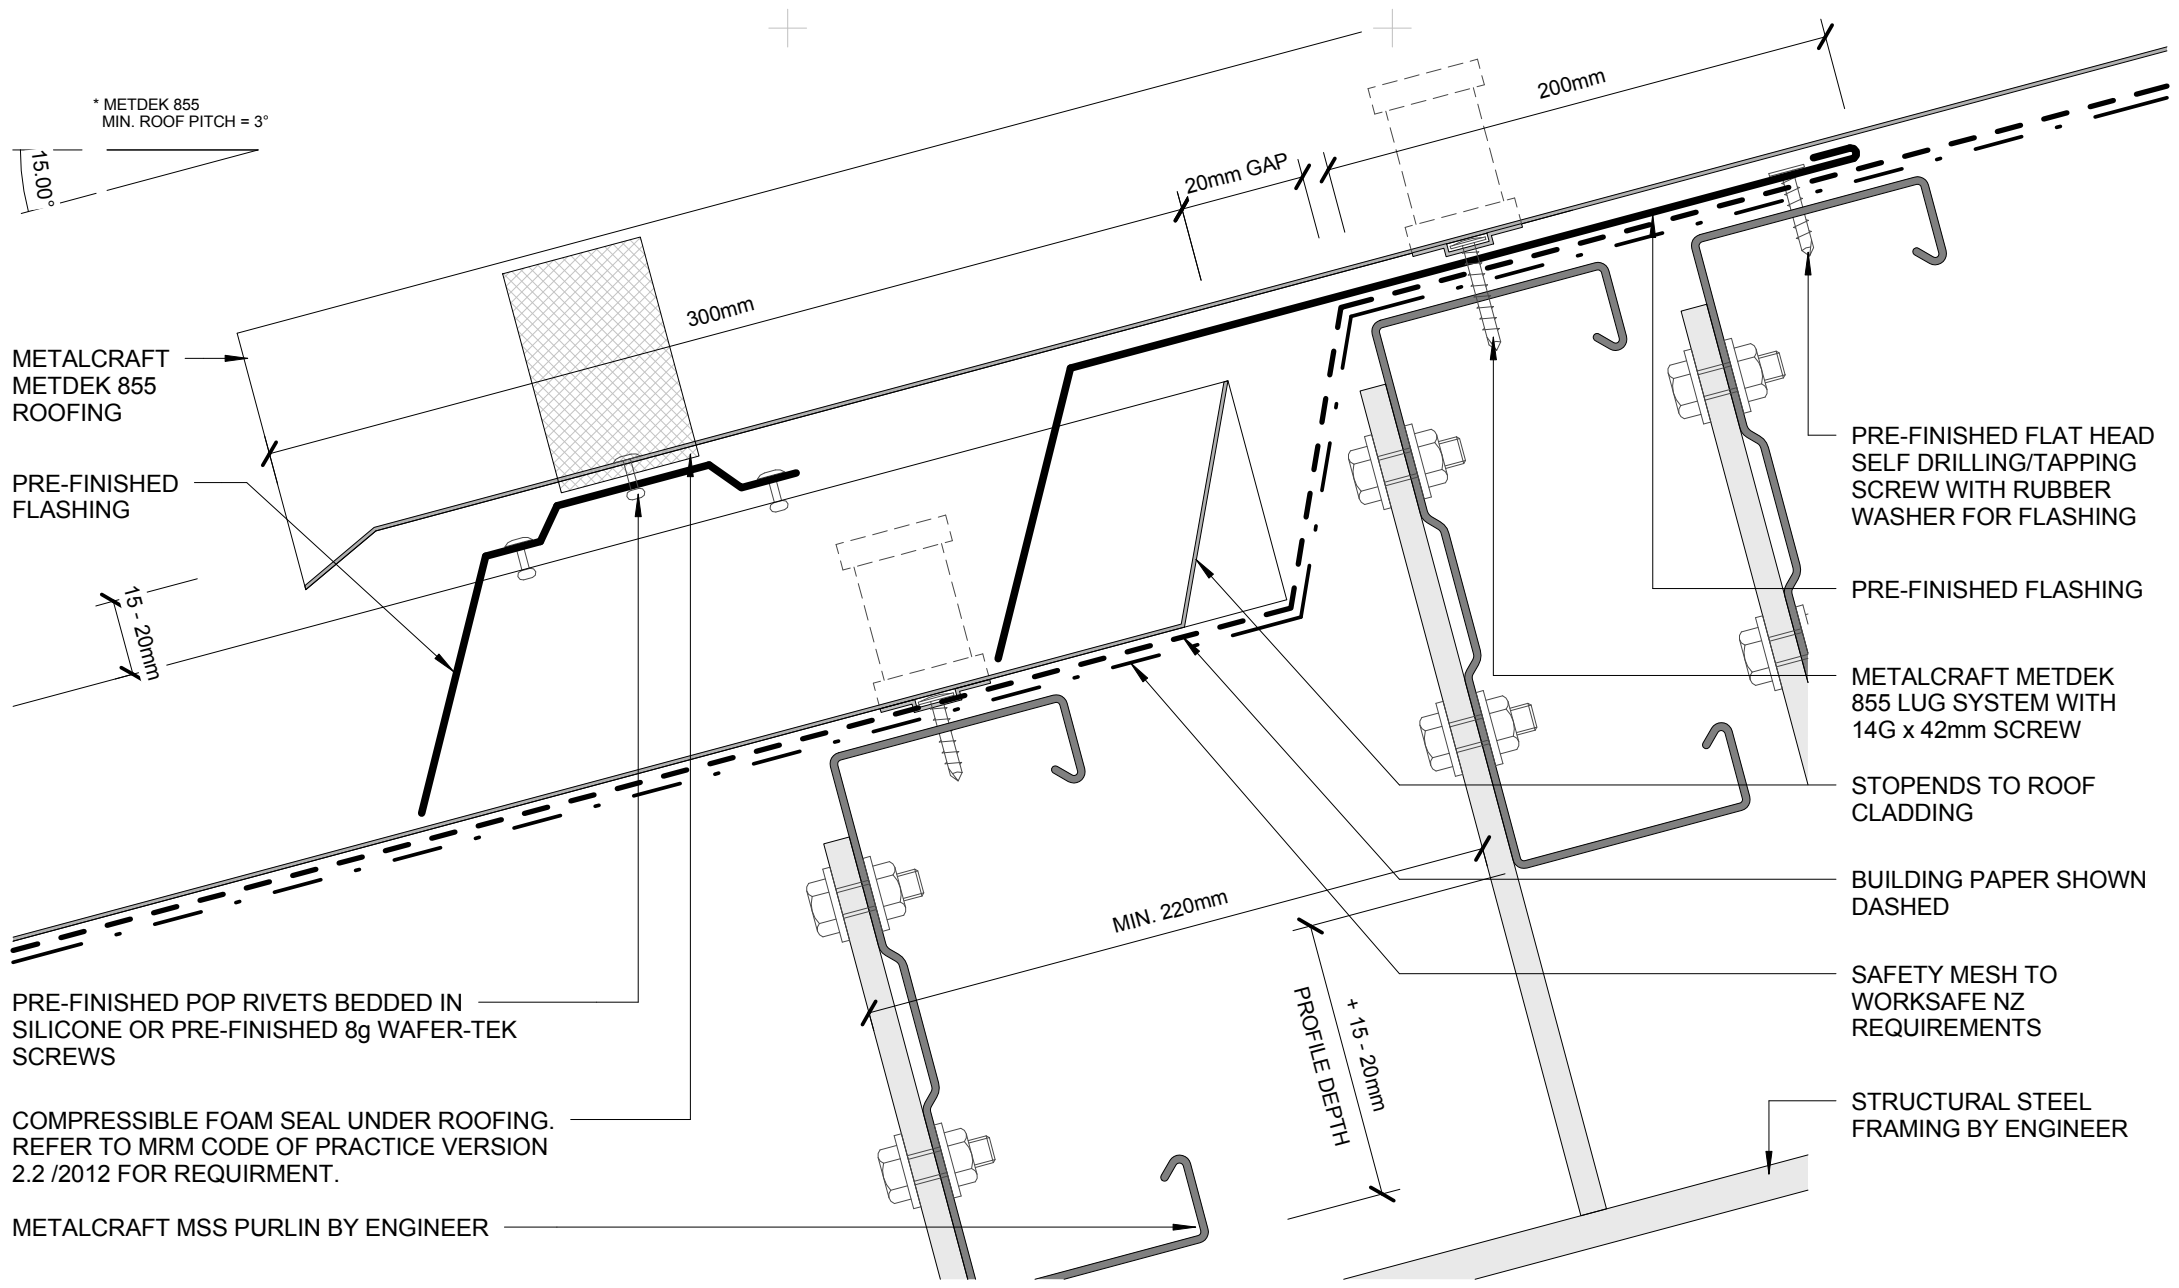 * METDEK 855
MIN. ROOF PITCH = 3°
15.00°
200mm
20mm GAP
300mm
METALCRAFT
METDEK 855
ROOFING
PRE-FINISHED
FLASHING
15 - 20mm
PRE-FINISHED FLAT HEAD
SELF DRILLING/TAPPING
SCREW WITH RUBBER
WASHER FOR FLASHING
PRE-FINISHED FLASHING
METALCRAFT METDEK
855 LUG SYSTEM WITH
14G x 42mm SCREW
STOPENDS TO ROOF
CLADDING
BUILDING PAPER SHOWN
DASHED
SAFETY MESH TO
WORKSAFE NZ
REQUIREMENTS
STRUCTURAL STEEL
FRAMING BY ENGINEER
MIN. 220mm
+ 15 - 20mm
PROFILE DEPTH
PRE-FINISHED POP RIVETS BEDDED IN
SILICONE OR PRE-FINISHED 8g WAFER-TEK
SCREWS
COMPRESSIBLE FOAM SEAL UNDER ROOFING.
REFER TO MRM CODE OF PRACTICE VERSION
2.2 /2012 FOR REQUIRMENT.
METALCRAFT MSS PURLIN BY ENGINEER